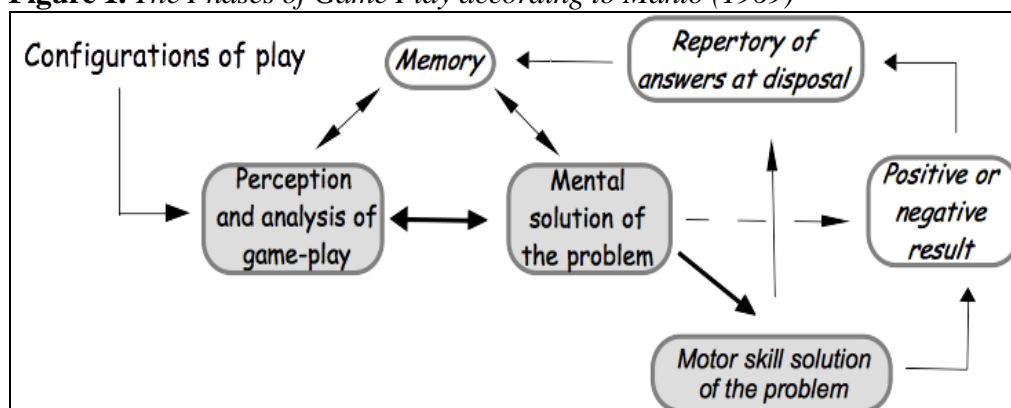 Figure 1. The Phases of Game Play according to Mahlo (1969)
Configurations of play
Memory
Repertory of
answers at disposal
Perception
and analysis of
game-play
Mental
solution of
the problem
Positive or
negative
result
Motor skill solution
of the problem